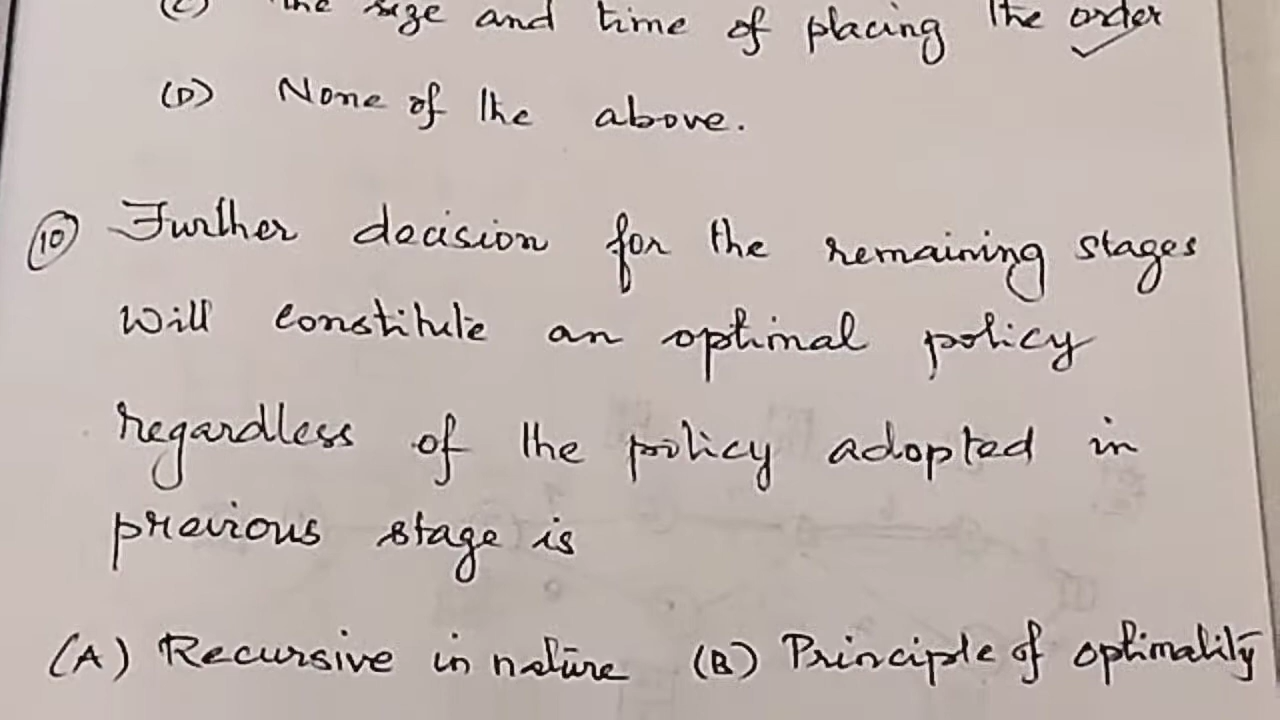 (C) the size and time of placing the order
(D) None of the above.
(10) Further decision for the remaining stages
will constitute an optimal policy
regardless of the policy adopted in
previous stage is
(A) Recursive in nature (B) Principle of optimality